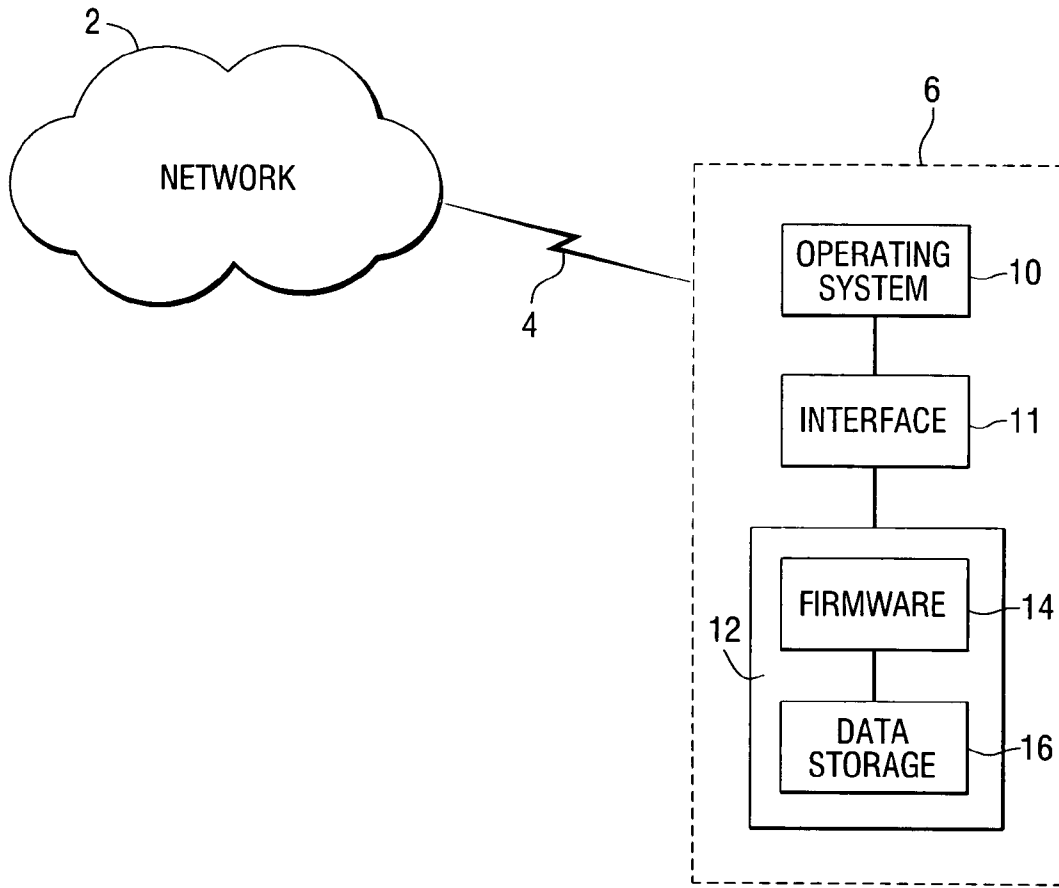 2
NETWORK
4
6
OPERATING
SYSTEM
10
INTERFACE
11
12
FIRMWARE
14
DATA
STORAGE
16